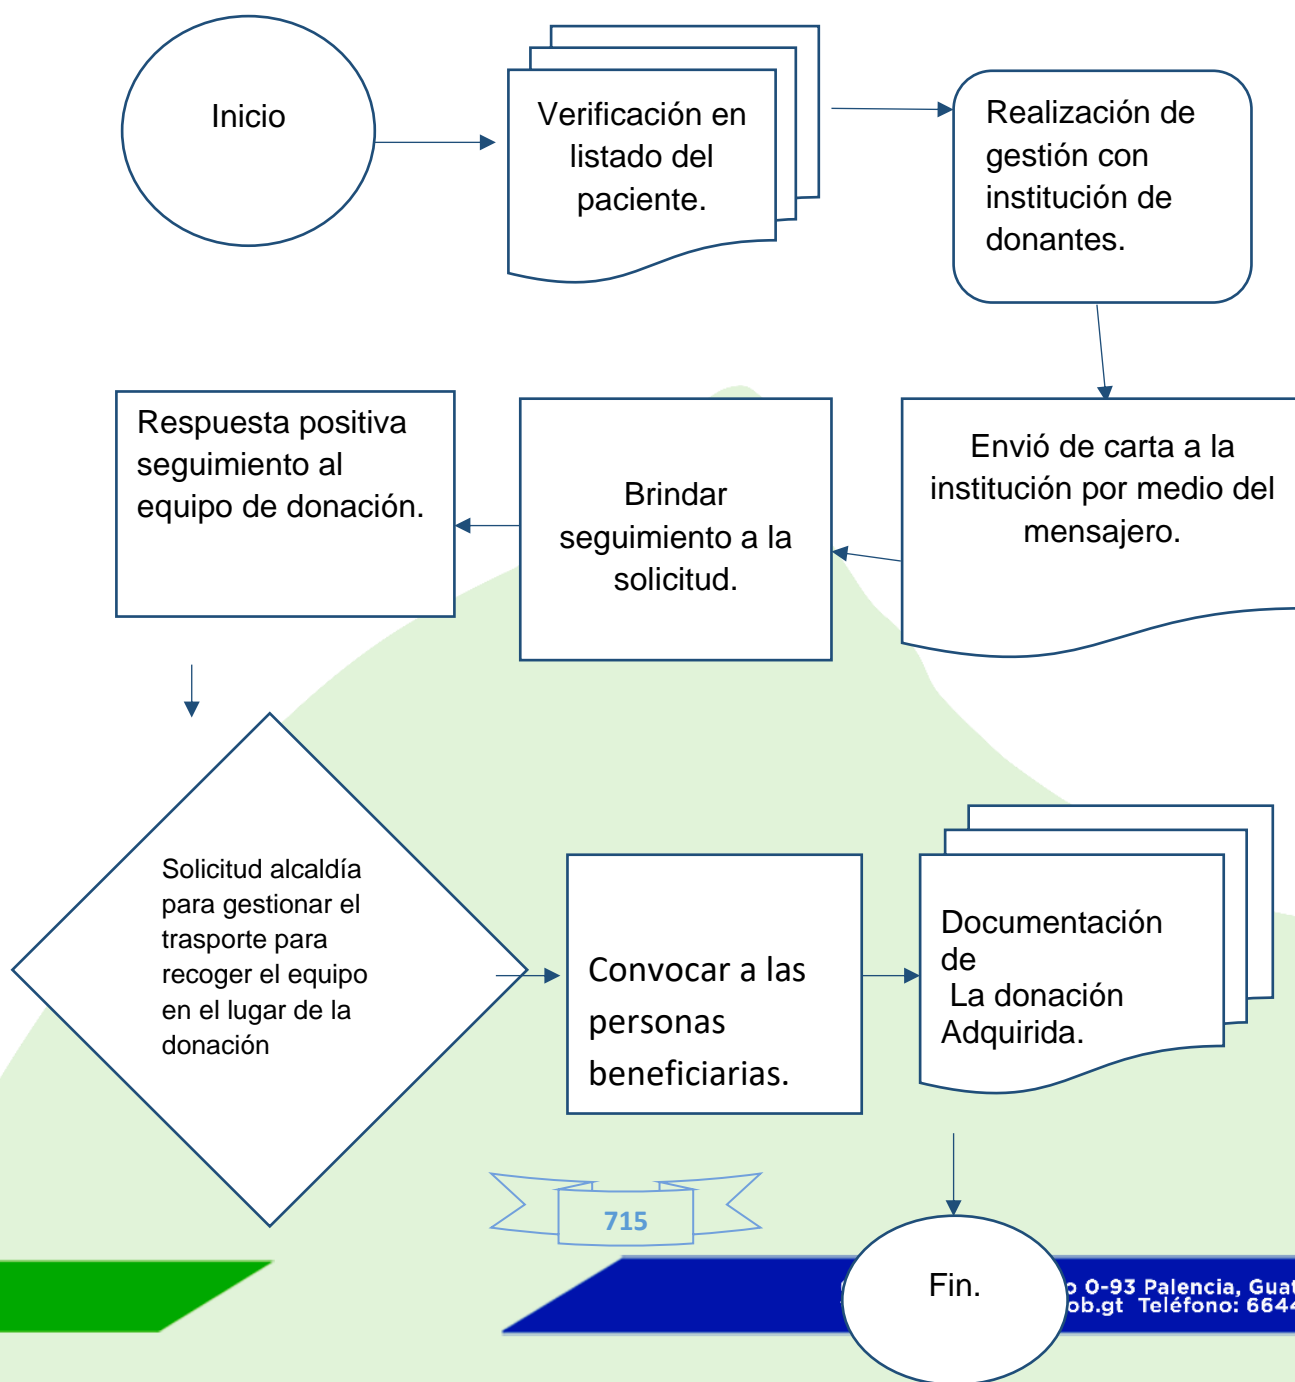 Inicio
Verificación en
listado del
paciente.
Realización de
gestión con
institución de
donantes.
Envió de carta a la
institución por medio del
mensajero.
Brindar
seguimiento a la
solicitud.
Respuesta positiva
seguimiento al
equipo de donación.
Solicitud alcaldía
para gestionar el
trasporte para
recoger el equipo
en el lugar de la
donación
Convocar a las
personas
beneficiarias.
Documentación
de
La donación
Adquirida.
715
Fin.
0-93 Palencia,
ob.gt Teléfono: 664